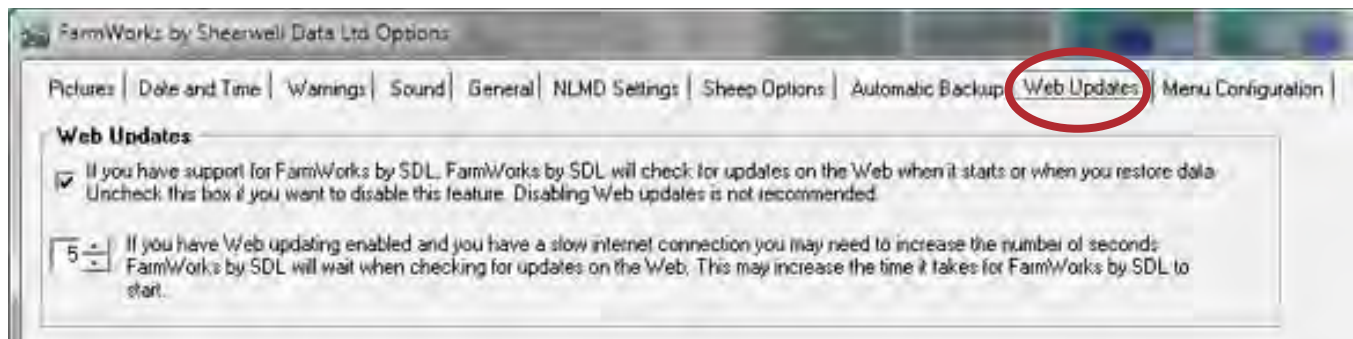 FarmWorks by Sheerwell Data Ltd Options
Pictures | Date and Time | Warnings | Sound | General | NLMD Settings | Sheep Options | Automatic Backup | Web Updates | Menu Configuration |
Web Updates
If you have support for FarmWorks by SDL, FarmWorks by SDL will check for updates on the Web when it starts or when you restore data.
Uncheck this box if you want to disable this feature. Disabling Web updates is not recommended.
5 If you have Web updating enabled and you have a slow internet connection you may need to increase the number of seconds
FarmWorks by SDL will wait when checking for updates on the Web. This may increase the time it takes for FarmWorks by SDL to
start.